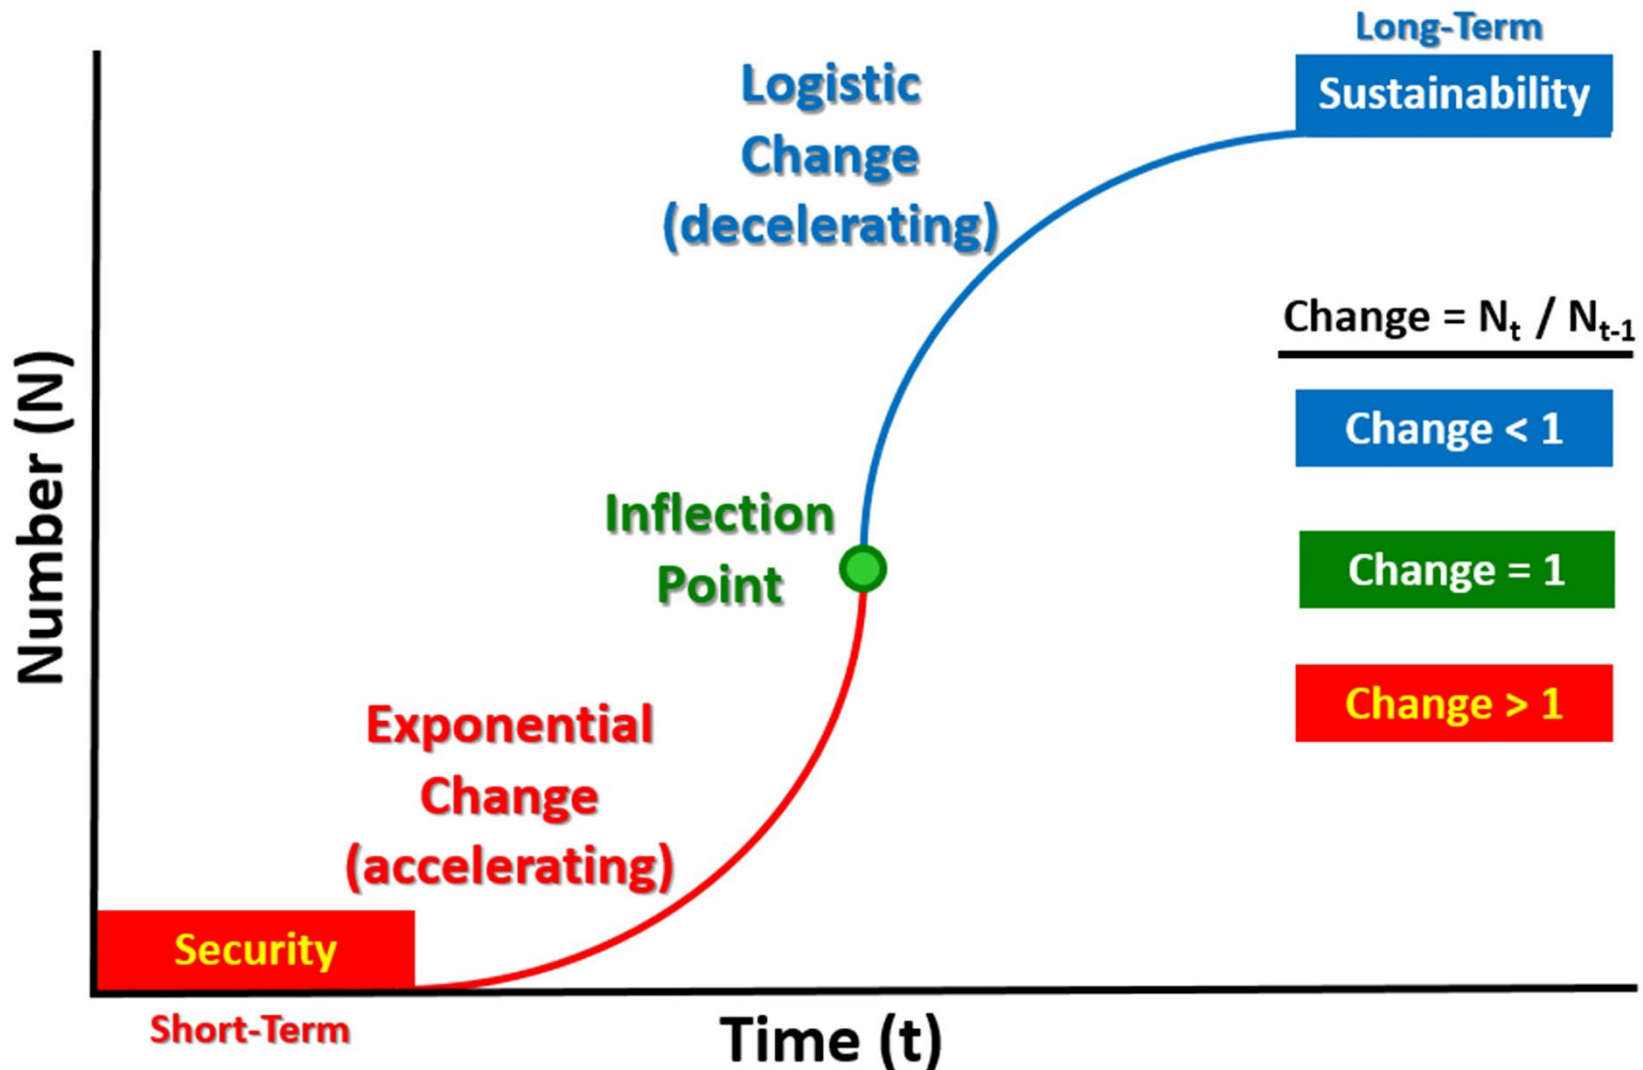 Long-Term
Sustainability
Logistic
Change
(decelerating)
Change = Nt / Nt-1
Change < 1
Inflection
Point
Change = 1
Change > 1
Exponential
Change
(accelerating)
Security
Short-Term
Number (N)
Time (t)